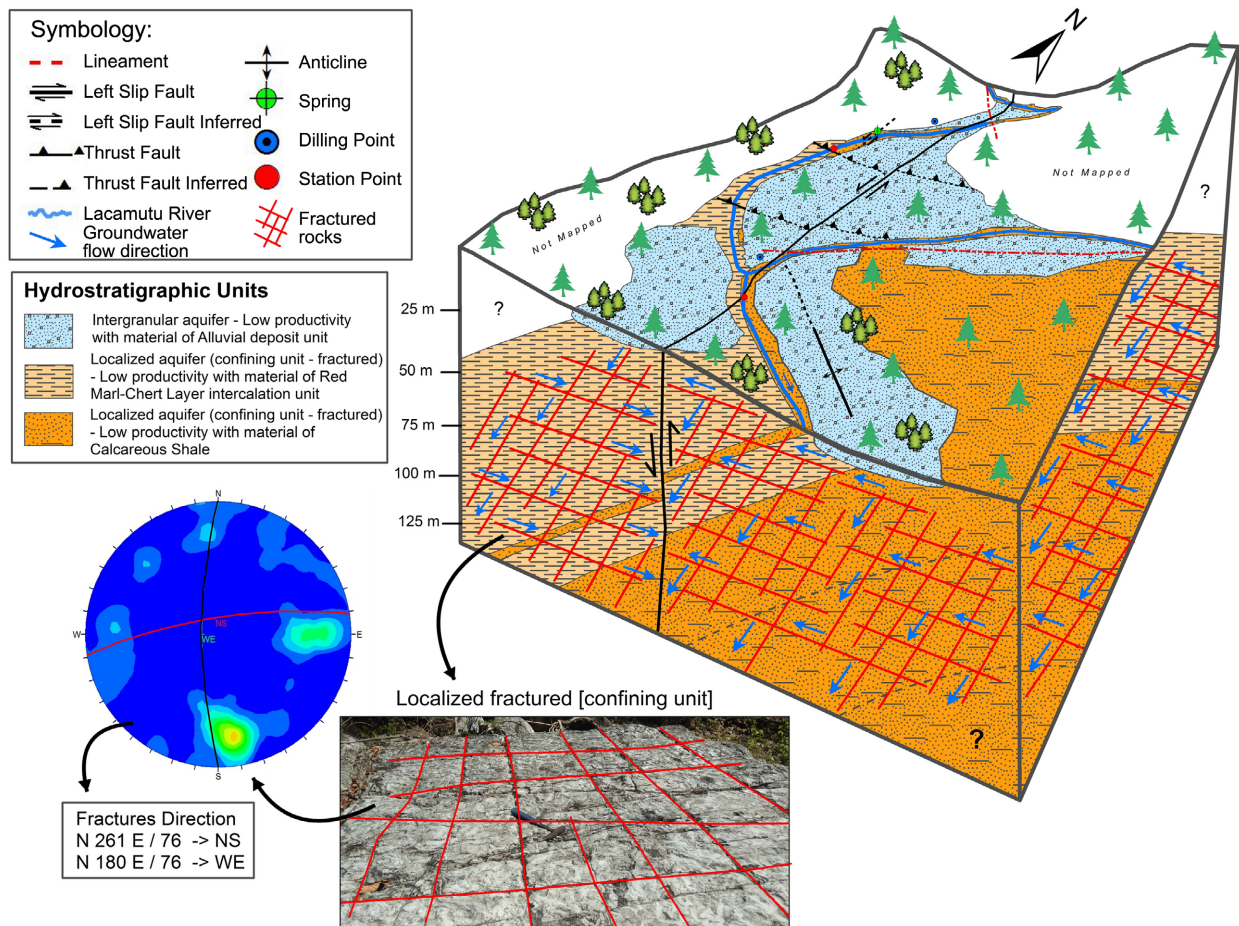 Symbology:
Lineament
Left Slip Fault
Left Slip Fault Inferred
Thrust Fault
Thrust Fault Inferred
Lacamutu River
Groundwater
flow direction
Anticline
Spring
Dilling Point
Station Point
Fractured
rocks
Hydrostratigraphic Units
Intergranular aquifer - Low productivity
with material of Alluvial deposit unit
Localized aquifer (confining unit - fractured)
- Low productivity with material of Red
Marl-Chert Layer intercalation unit
Localized aquifer (confining unit - fractured)
- Low productivity with material of
Calcareous Shale
N
Not Mapped
Not Mapped
?
?
25 m
50 m
75 m
100 m
125 m
?
N
W
E
S
NS
WE
Localized fractured [confining unit]
Fractures Direction
N 261 E / 76 -> NS
N 180 E / 76 -> WE